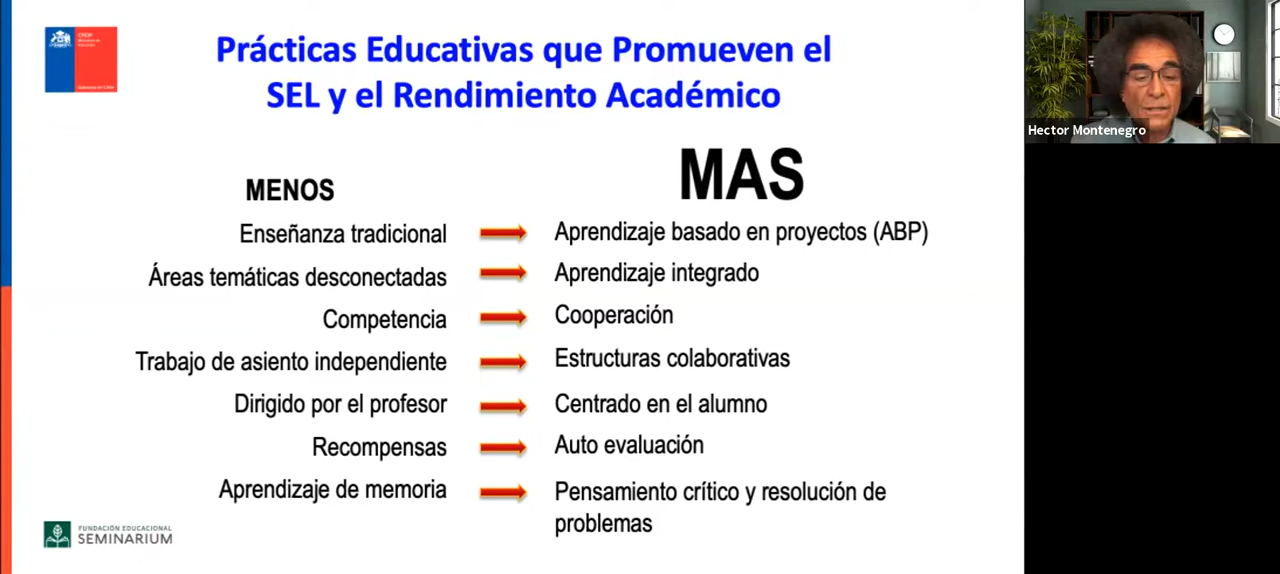 Prácticas Educativas que Promueven el
SEL y el Rendimiento Académico
MENOS
MAS
Enseñanza tradicional
Aprendizaje basado en proyectos (ABP)
Áreas temáticas desconectadas
Aprendizaje integrado
Competencia
Cooperación
Trabajo de asiento independiente
Estructuras colaborativas
Dirigido por el profesor
Centrado en el alumno
Recompensas
Auto evaluación
Aprendizaje de memoria
Pensamiento crítico y resolución de
problemas
FUNDACIÓN EDUCACIONAL
SEMINARIUM
Hector Montenegro